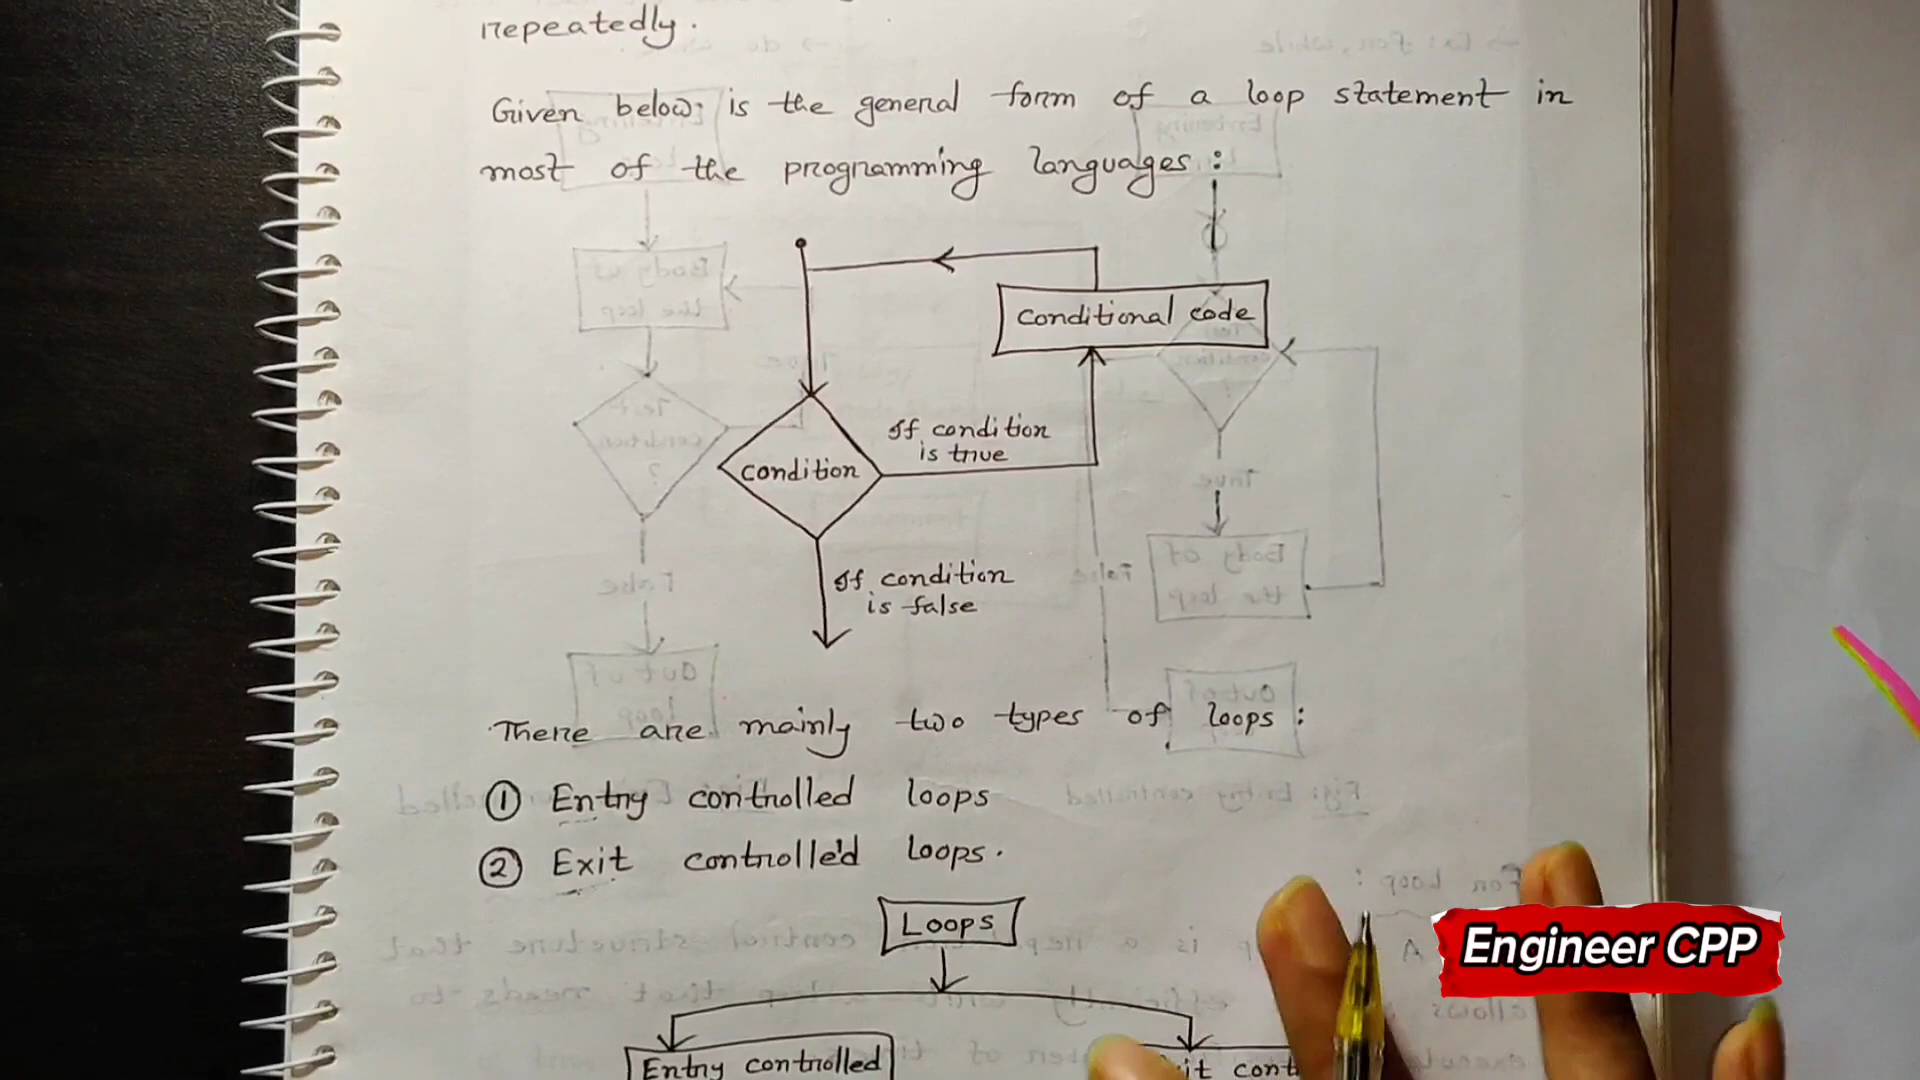 repeatedly.
Given below is the general form of a loop statement in
most of the programming languages :
conditional code
If condition
is true
condition
If condition
is false
There are mainly two types of loops :
① Entry controlled loops
② Exit controlled loops.
Loops
Engineer CPP
Entry controlled